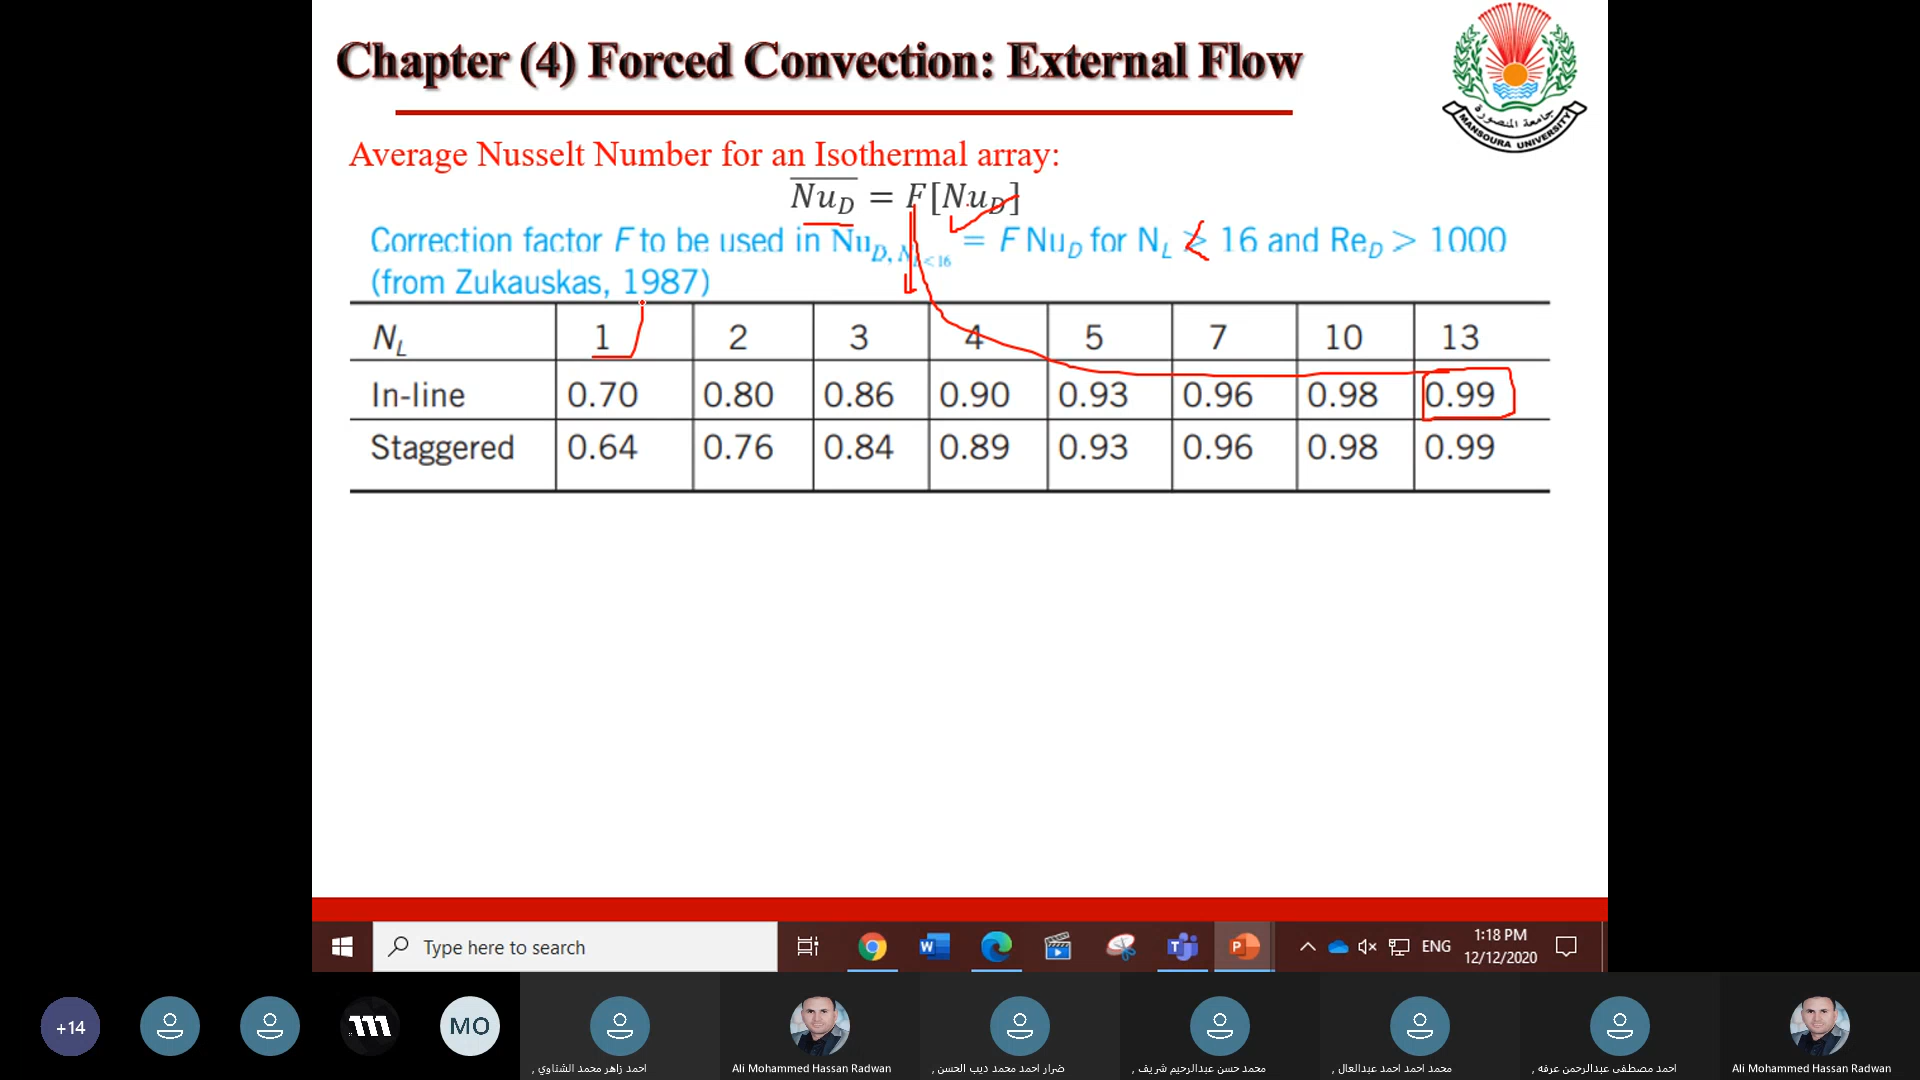 Chapter (4) Forced Convection: External Flow
جامعة المنصورة
MANSOURA UNIVERSITY
Average Nusselt Number for an Isothermal array:
Nu_D = F[Nu_D]
Correction factor F to be used in Nu_D, N_L<16 = F Nu_D for N_L > 16 and Re_D > 1000
(from Zukauskas, 1987)
N_L 1 2 3 4 5 7 10 13
In-line 0.70 0.80 0.86 0.90 0.93 0.96 0.98 0.99
Staggered 0.64 0.76 0.84 0.89 0.93 0.96 0.98 0.99
Type here to search
ENG
1:18 PM
12/12/2020
+14
MO
احمد زاهر محمد الشناوي ,
Ali Mohammed Hassan Radwan
ضرار احمد محمد ديب الحسن ,
محمد حسن عبدالرحيم شريف ,
محمد احمد احمد عبدالعال ,
احمد مصطفى عبدالرحمن عرفه ,
Ali Mohammed Hassan Radwan